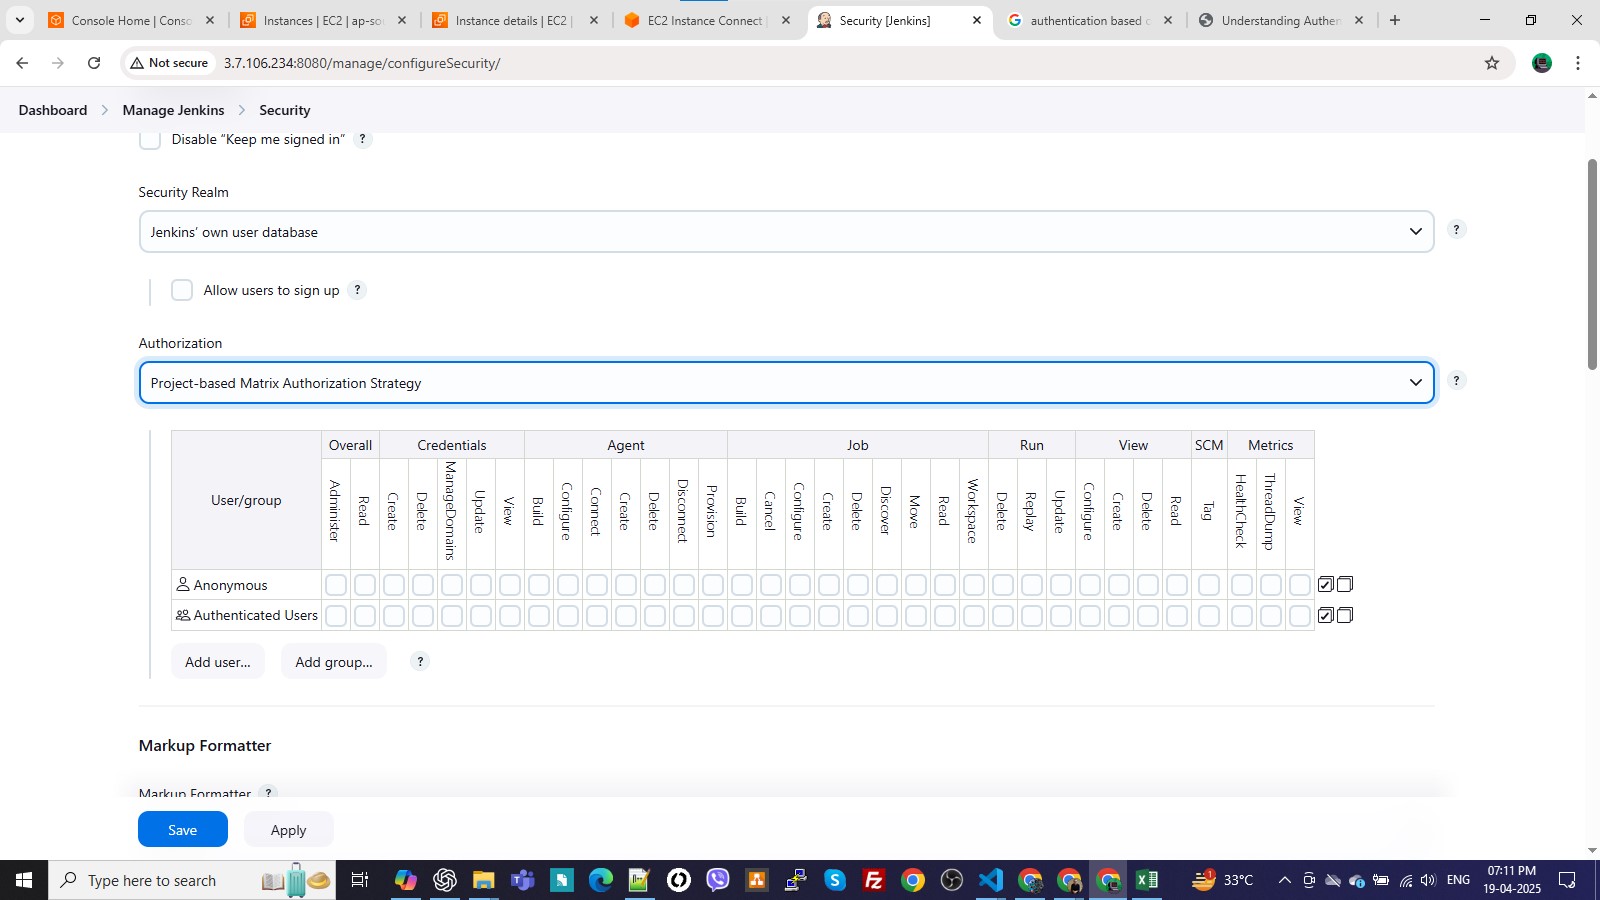 Console Home | Conso
Instances | EC2 | ap-sou
Instance details | EC2 |
EC2 Instance Connect |
Security [Jenkins]
authentication based c
Understanding Authen
Not secure
3.7.106.234:8080/manage/configureSecurity/
Dashboard
Manage Jenkins
Security
Disable “Keep me signed in” ?
Security Realm
Jenkins’ own user database
?
Allow users to sign up ?
Authorization
Project-based Matrix Authorization Strategy
?
User/group
Overall
Credentials
Agent
Job
Run
View
SCM
Metrics
Administer
Read
Create
Delete
ManageDomains
Update
View
Build
Configure
Connect
Create
Delete
Disconnect
Provision
Build
Cancel
Configure
Create
Delete
Discover
Move
Read
Workspace
Delete
Replay
Update
Configure
Create
Delete
Read
Tag
HealthCheck
ThreadDump
View
Anonymous
Authenticated Users
Add user...
Add group...
?
Markup Formatter
Markup Formatter ?
Save
Apply
Type here to search
33°C
ENG
07:11 PM
19-04-2025